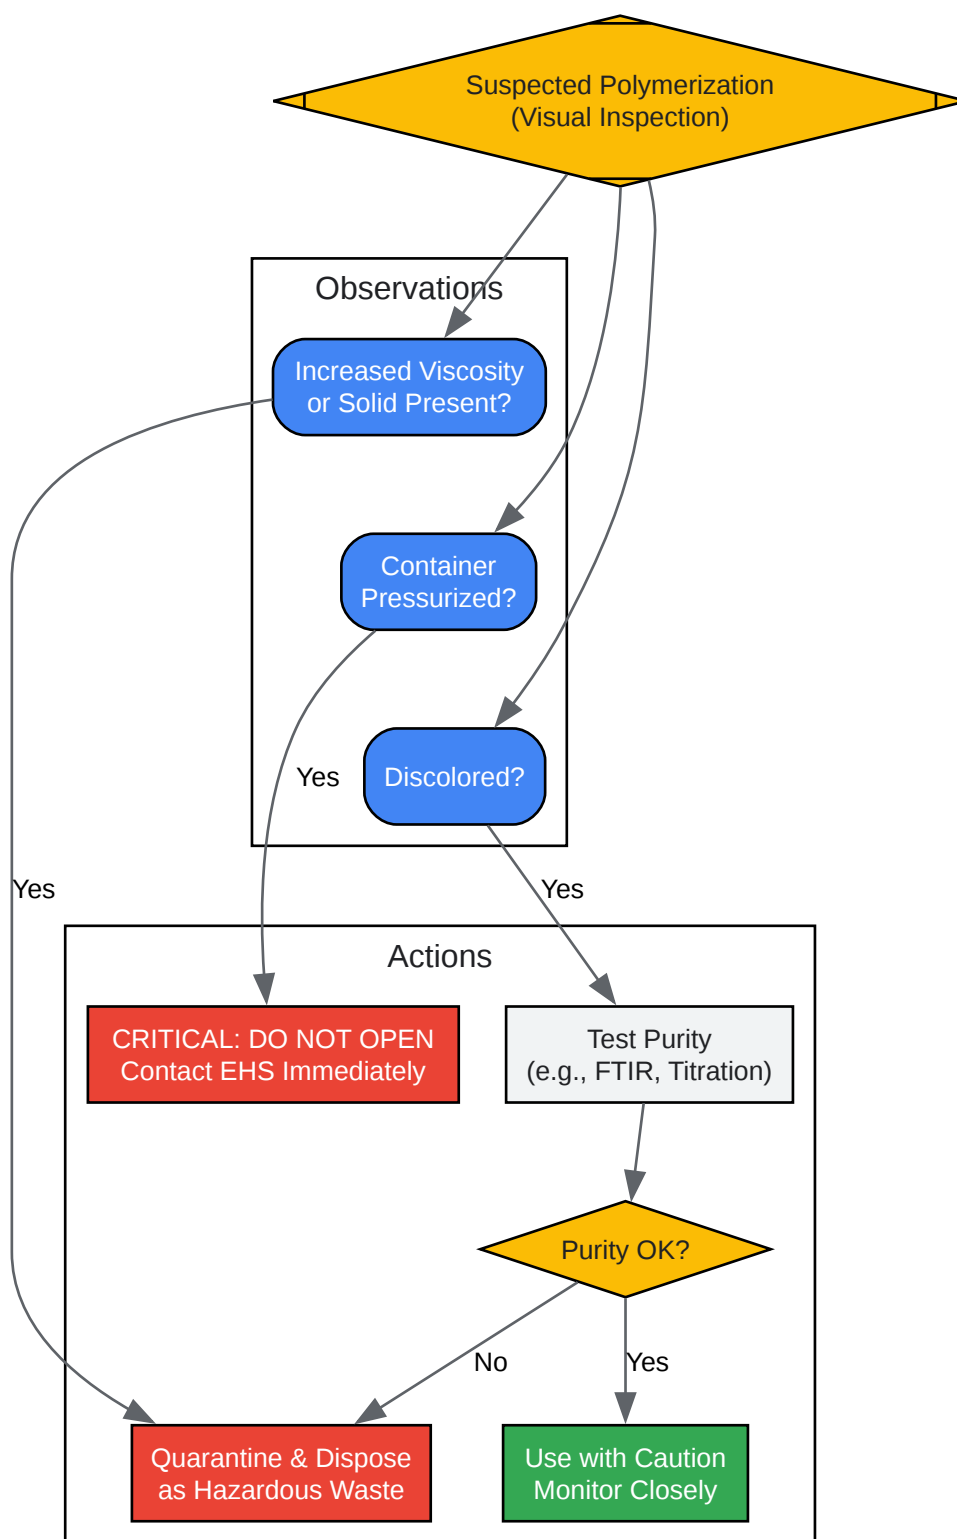 Suspected Polymerization
(Visual Inspection)
Observations
Increased Viscosity
or Solid Present?
Container
Pressurized?
Yes
Discolored?
Yes
Yes
Actions
CRITICAL: DO NOT OPEN
Contact EHS Immediately
Test Purity
(e.g., FTIR, Titration)
Purity OK?
No
Yes
Quarantine & Dispose
as Hazardous Waste
Use with Caution
Monitor Closely